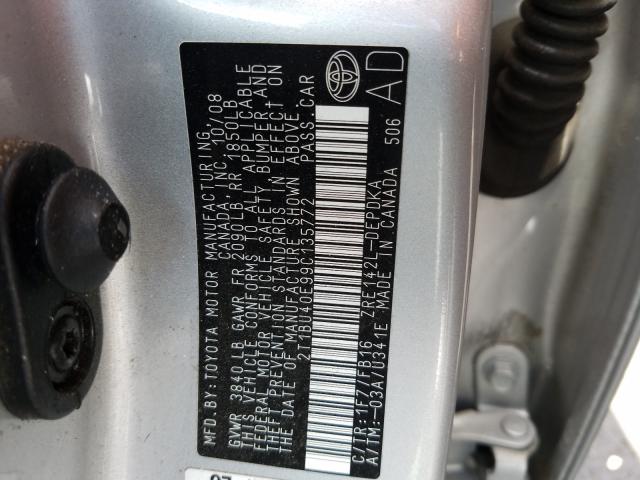 MFD. BY: TOYOTA MOTOR MANUFACTURING
CANADA, INC. 10/08
GVWR 3840LB GAWR FR 2090LB RR 1850LB
THIS VEHICLE CONFORMS TO ALL APPLICABLE
FEDERAL MOTOR VEHICLE SAFETY, BUMPER AND
THEFT PREVENTION STANDARDS IN EFFECT ON
THE DATE OF MANUFACTURE SHOWN ABOVE.
2T1BU40E99C135272 PASS.CAR
C/TR:1F7/FB16 ZRE142L-DEPDKA
A/TM:-03A/U341E MADE IN CANADA 506
AD